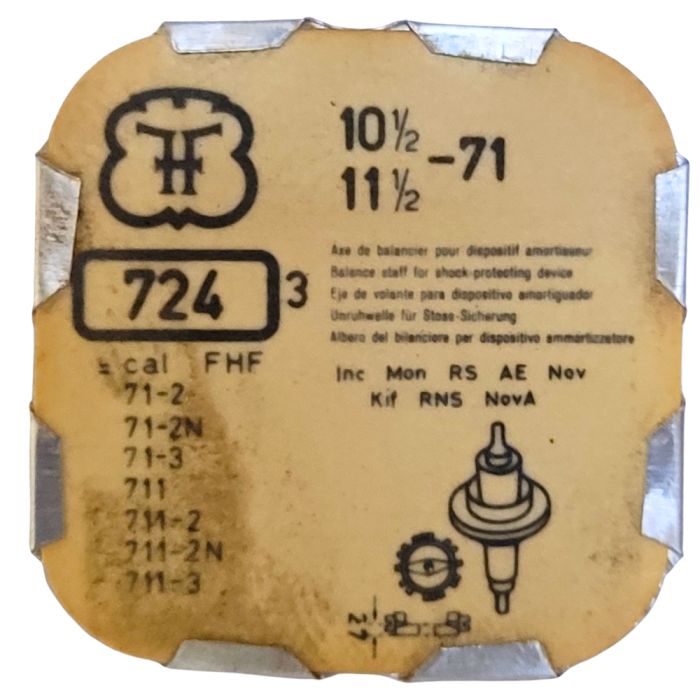 FHF
10½
11½
-71
724 3
= cal FHF
71-2
71-2N
71-3
711
711-2
711-2N
711-3
Axe de balancier pour dispositif amortisseur
Balance staff for shock-protecting device
Eje de volante para dispositivo amortiguador
Unruhwelle für Stoss-Sicherung
Albero del bilanciere per dispositivo ammortizzatore
Inc Mon RS AE Nov
Kif RNS NovA
27